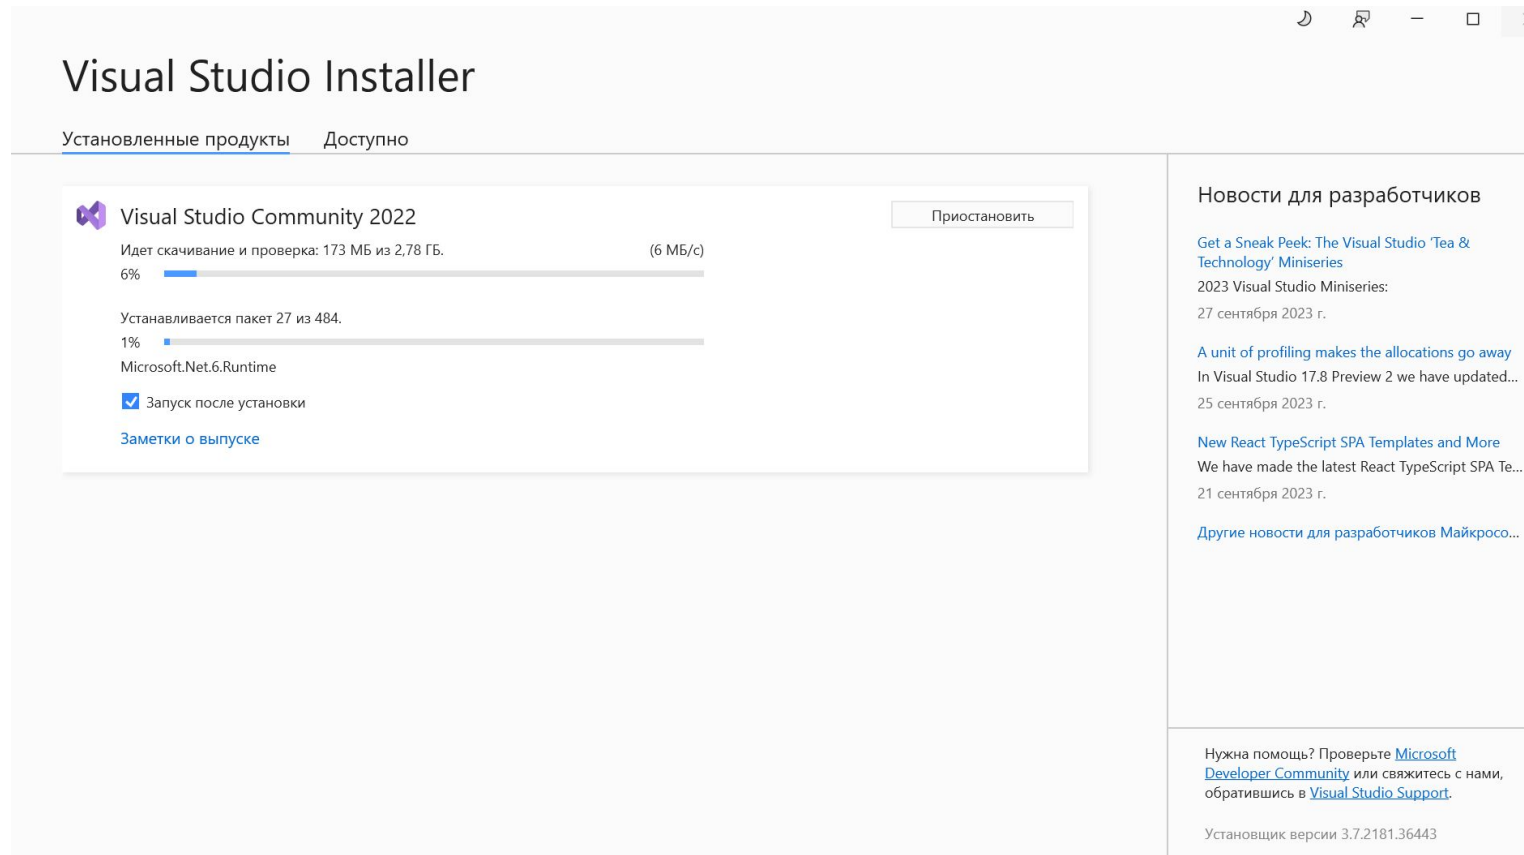 Visual Studio Installer
Установленные продукты
Доступно
Visual Studio Community 2022
Приостановить
Идет скачивание и проверка: 173 МБ из 2,78 ГБ.
(6 МБ/с)
6%
Устанавливается пакет 27 из 484.
1%
Microsoft.Net.6.Runtime
Запуск после установки
Заметки о выпуске
Новости для разработчиков
Get a Sneak Peek: The Visual Studio ‘Tea &
Technology’ Miniseries
2023 Visual Studio Miniseries:
27 сентября 2023 г.
A unit of profiling makes the allocations go away
In Visual Studio 17.8 Preview 2 we have updated...
25 сентября 2023 г.
New React TypeScript SPA Templates and More
We have made the latest React TypeScript SPA Te...
21 сентября 2023 г.
Другие новости для разработчиков Майкросо...
Нужна помощь? Проверьте Microsoft
Developer Community или свяжитесь с нами,
обратившись в Visual Studio Support.
Установщик версии 3.7.2181.36443